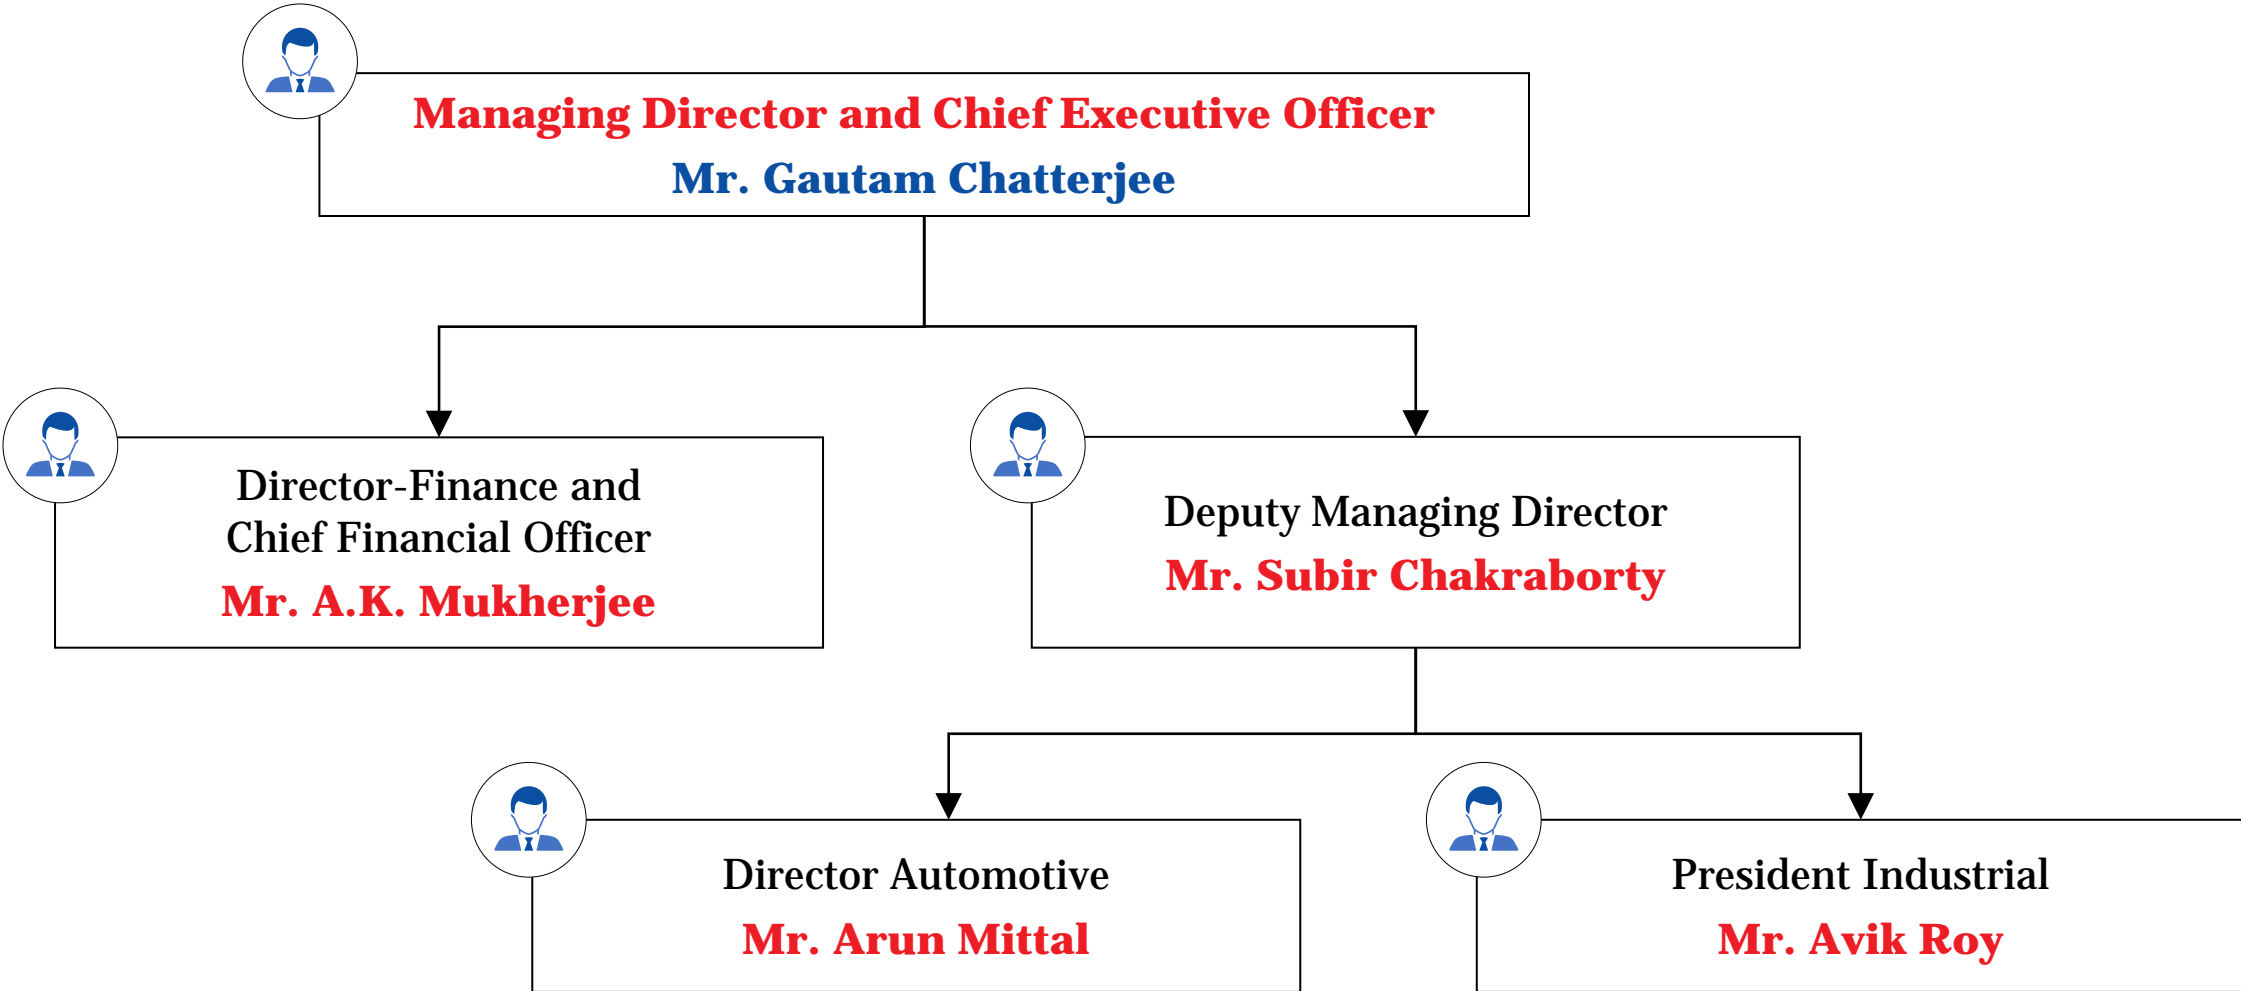 Managing Director and Chief Executive Officer
Mr. Gautam Chatterjee
Director-Finance and
Chief Financial Officer
Mr. A.K. Mukherjee
Deputy Managing Director
Mr. Subir Chakraborty
Director Automotive
Mr. Arun Mittal
President Industrial
Mr. Avik Roy